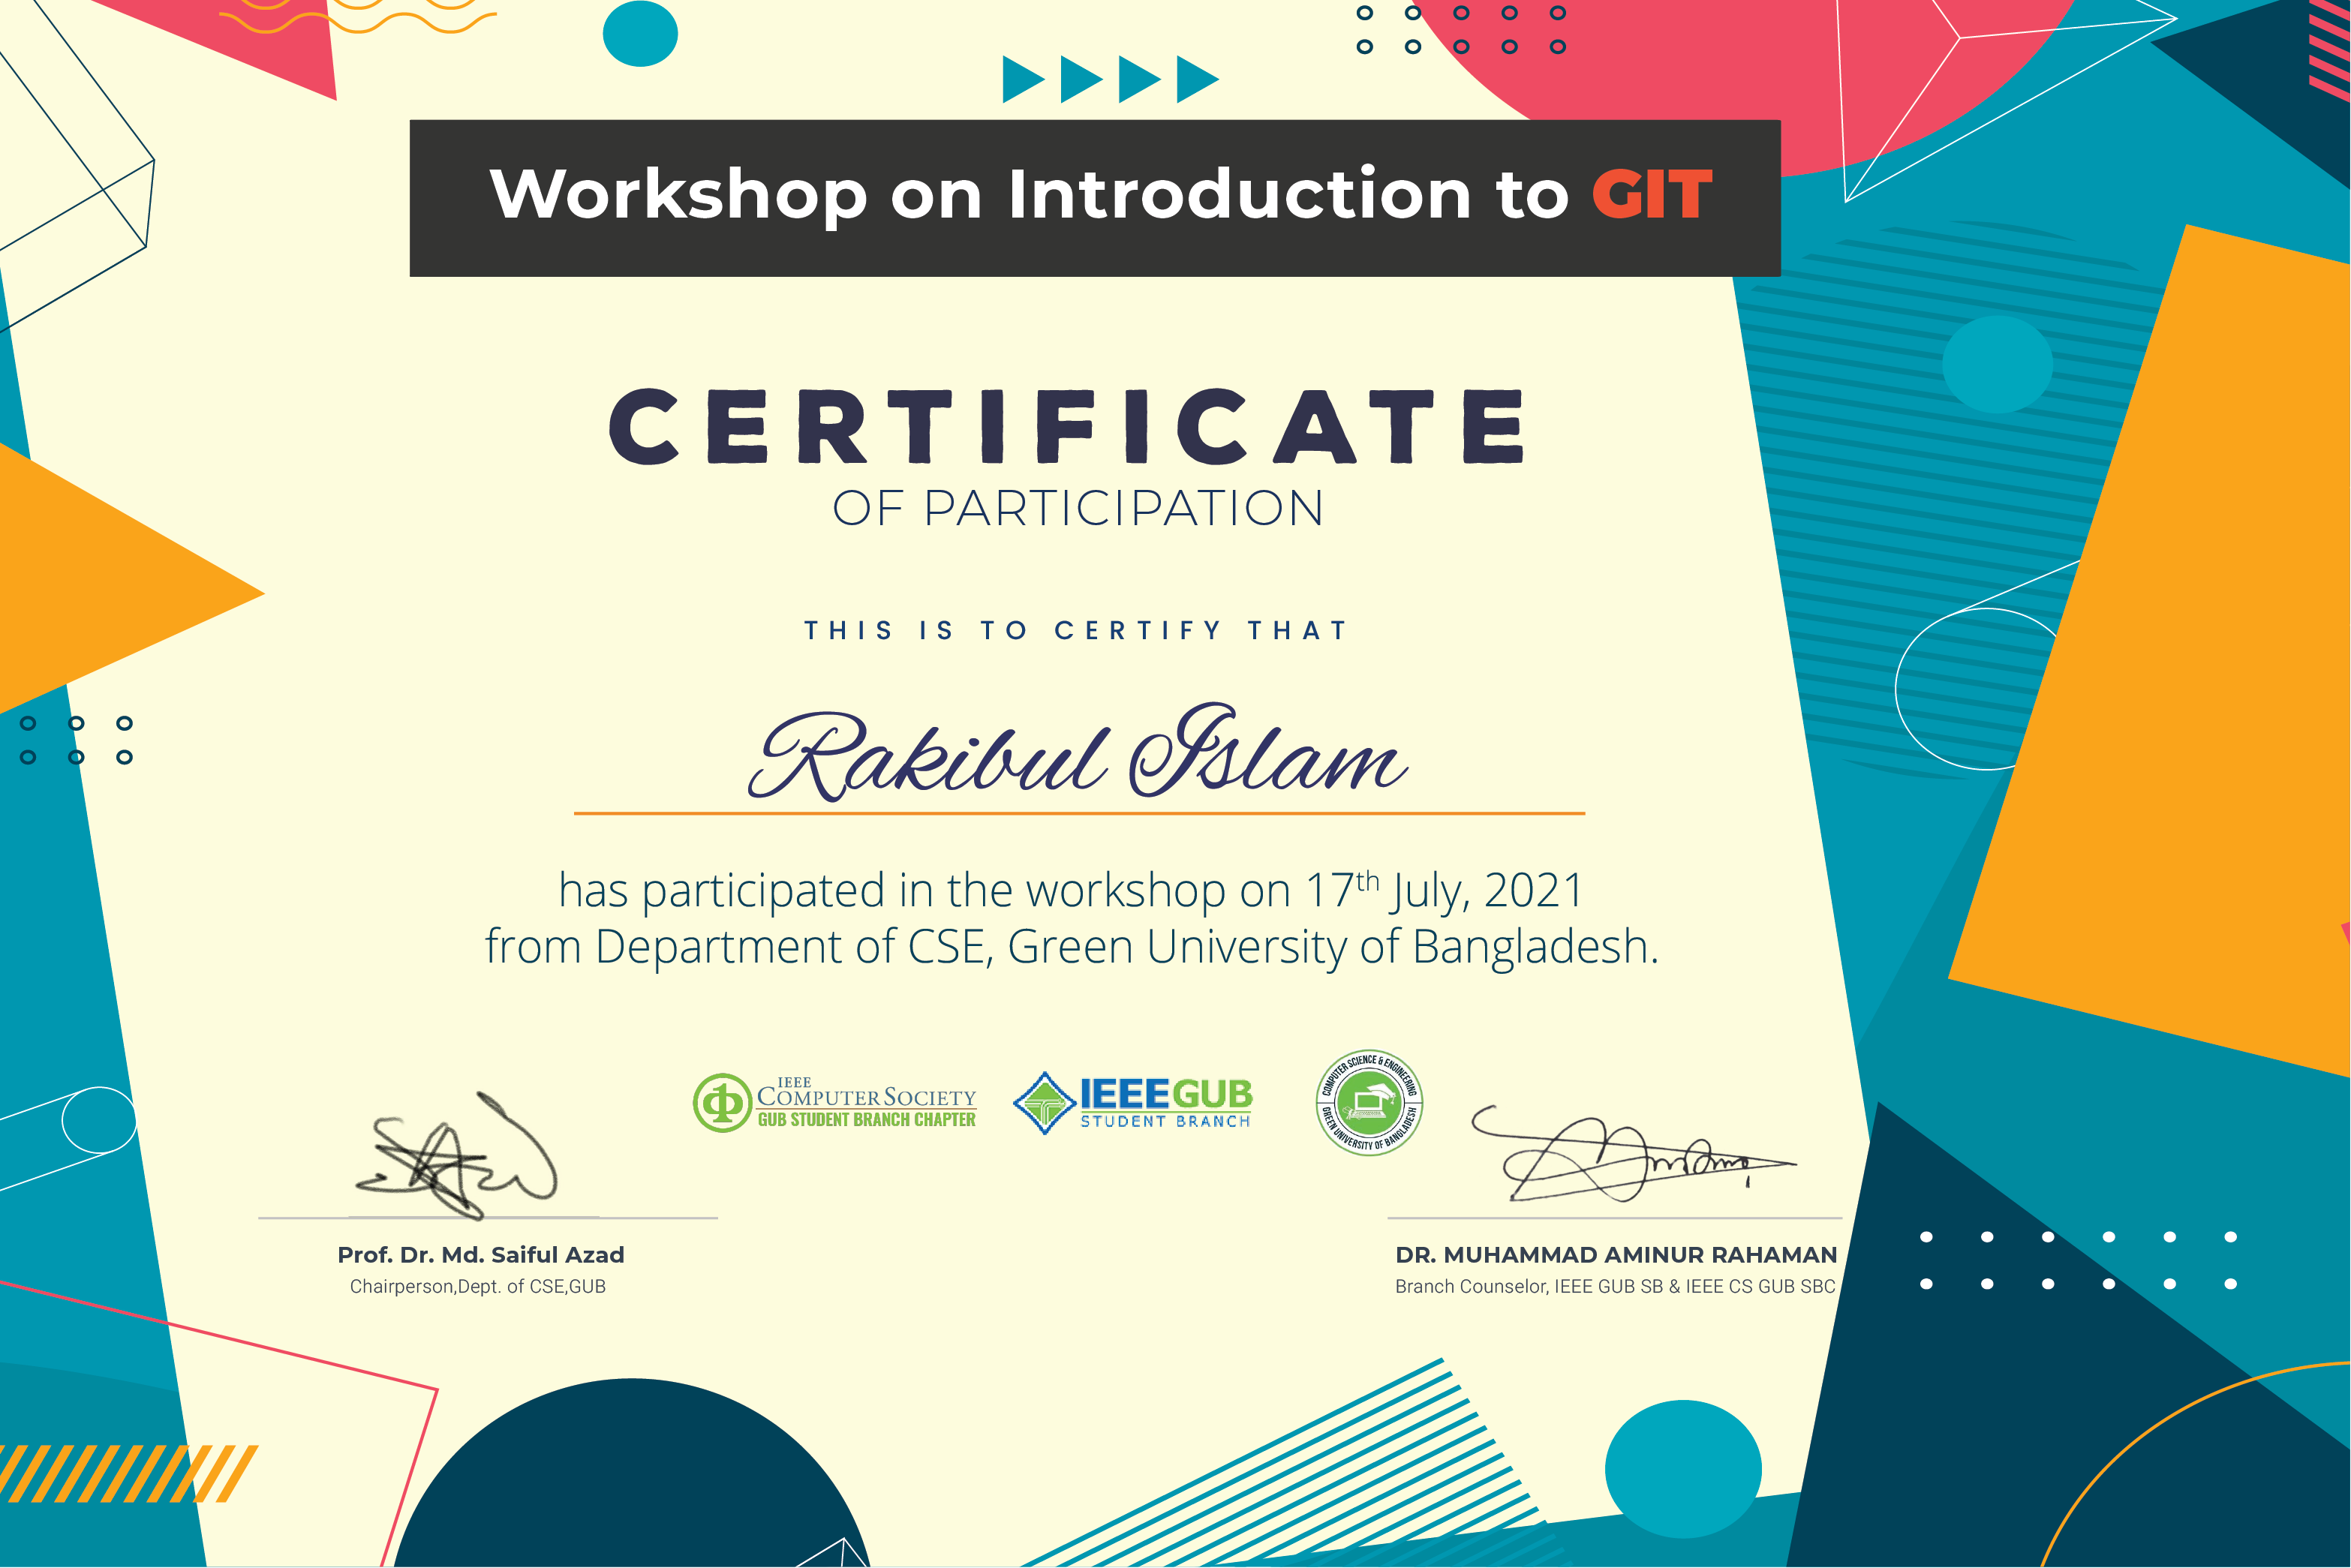 Workshop on Introduction to GIT
CERTIFICATE
OF PARTICIPATION
THIS IS TO CERTIFY THAT
Rakibul Islam
has participated in the workshop on 17th July, 2021
from Department of CSE, Green University of Bangladesh.
IEEE
COMPUTER SOCIETY
GUB STUDENT BRANCH CHAPTER
IEEE GUB
STUDENT BRANCH
COMPUTER SCIENCE & ENGINEERING
GREEN UNIVERSITY OF BANGLADESH
Prof. Dr. Md. Saiful Azad
Chairperson,Dept. of CSE,GUB
DR. MUHAMMAD AMINUR RAHAMAN
Branch Counselor, IEEE GUB SB & IEEE CS GUB SBC